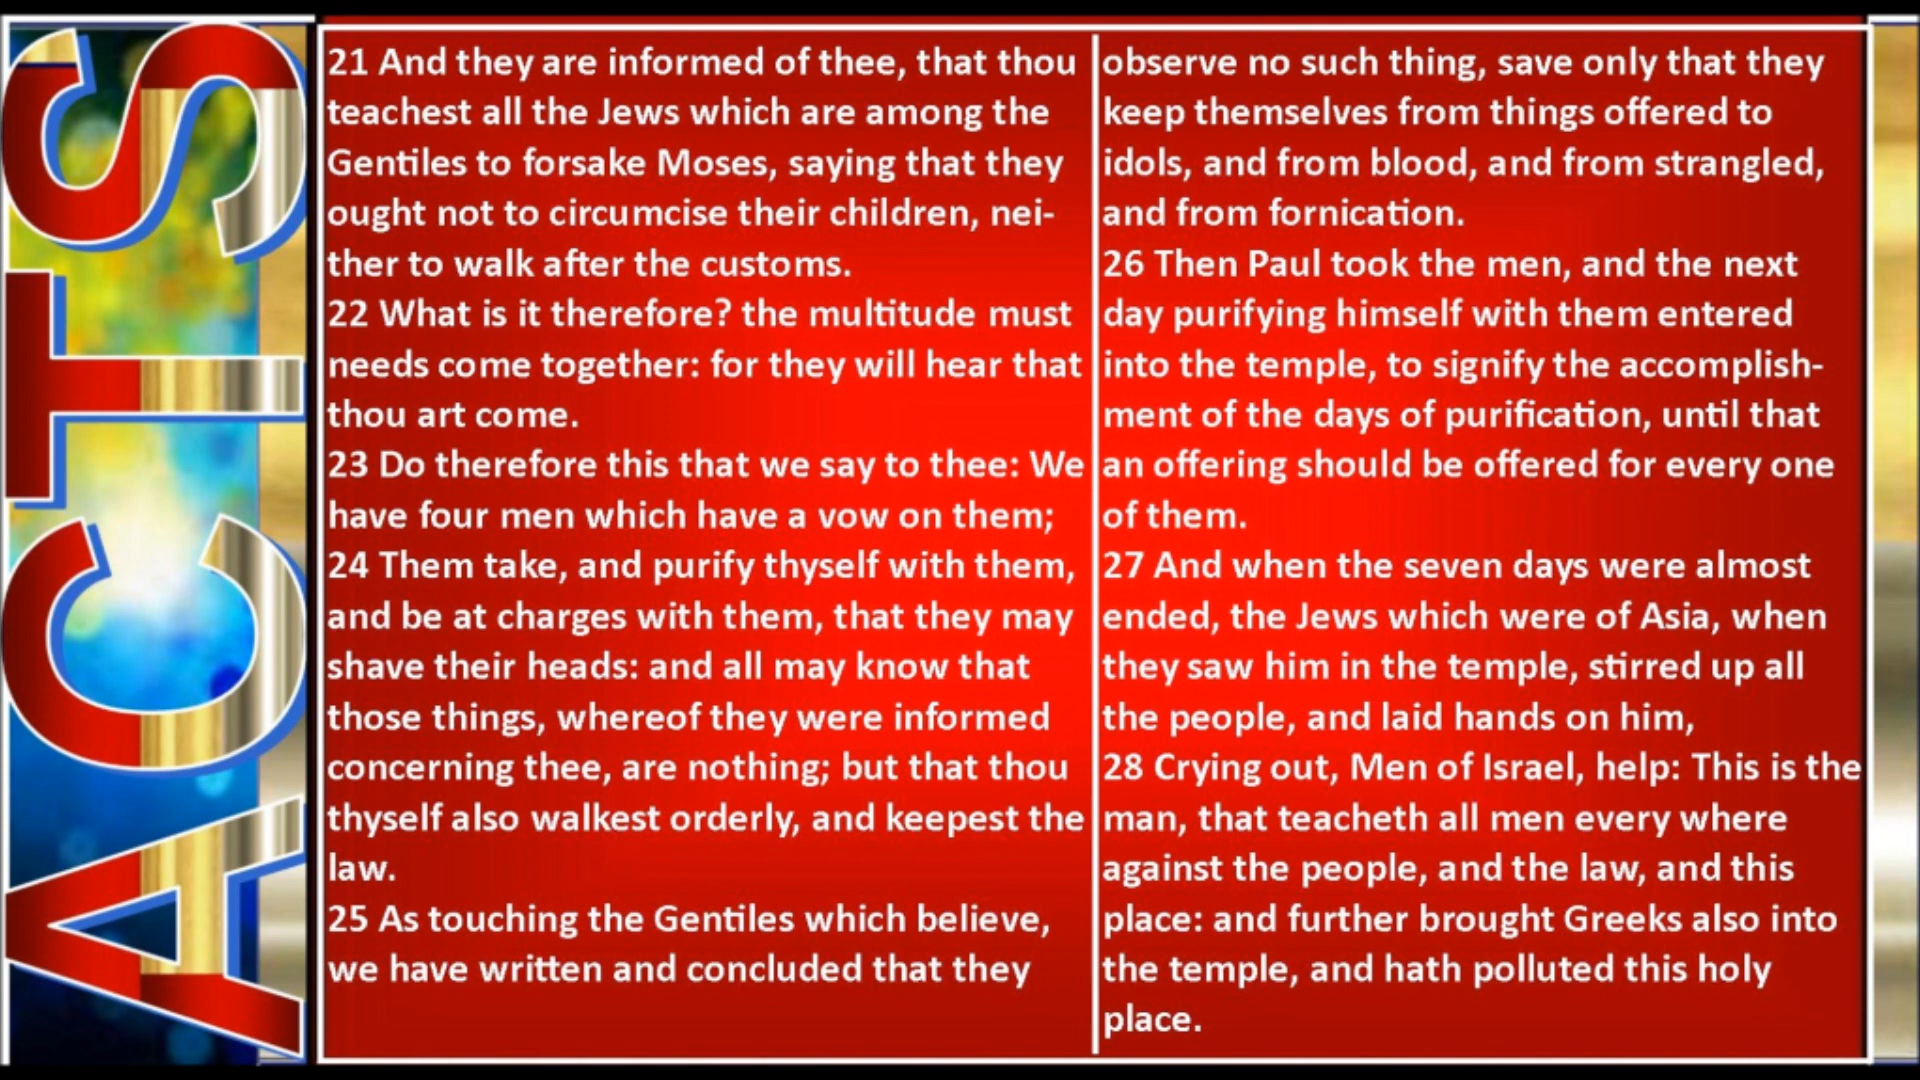 ACTS
21 And they are informed of thee, that thou
teachest all the Jews which are among the
Gentiles to forsake Moses, saying that they
ought not to circumcise their children, nei-
ther to walk after the customs.
22 What is it therefore? the multitude must
needs come together: for they will hear that
thou art come.
23 Do therefore this that we say to thee: We
have four men which have a vow on them;
24 Them take, and purify thyself with them,
and be at charges with them, that they may
shave their heads: and all may know that
those things, whereof they were informed
concerning thee, are nothing; but that thou
thyself also walkest orderly, and keepest the
law.
25 As touching the Gentiles which believe,
we have written and concluded that they
observe no such thing, save only that they
keep themselves from things offered to
idols, and from blood, and from strangled,
and from fornication.
26 Then Paul took the men, and the next
day purifying himself with them entered
into the temple, to signify the accomplish-
ment of the days of purification, until that
an offering should be offered for every one
of them.
27 And when the seven days were almost
ended, the Jews which were of Asia, when
they saw him in the temple, stirred up all
the people, and laid hands on him,
28 Crying out, Men of Israel, help: This is the
man, that teacheth all men every where
against the people, and the law, and this
place: and further brought Greeks also into
the temple, and hath polluted this holy
place.